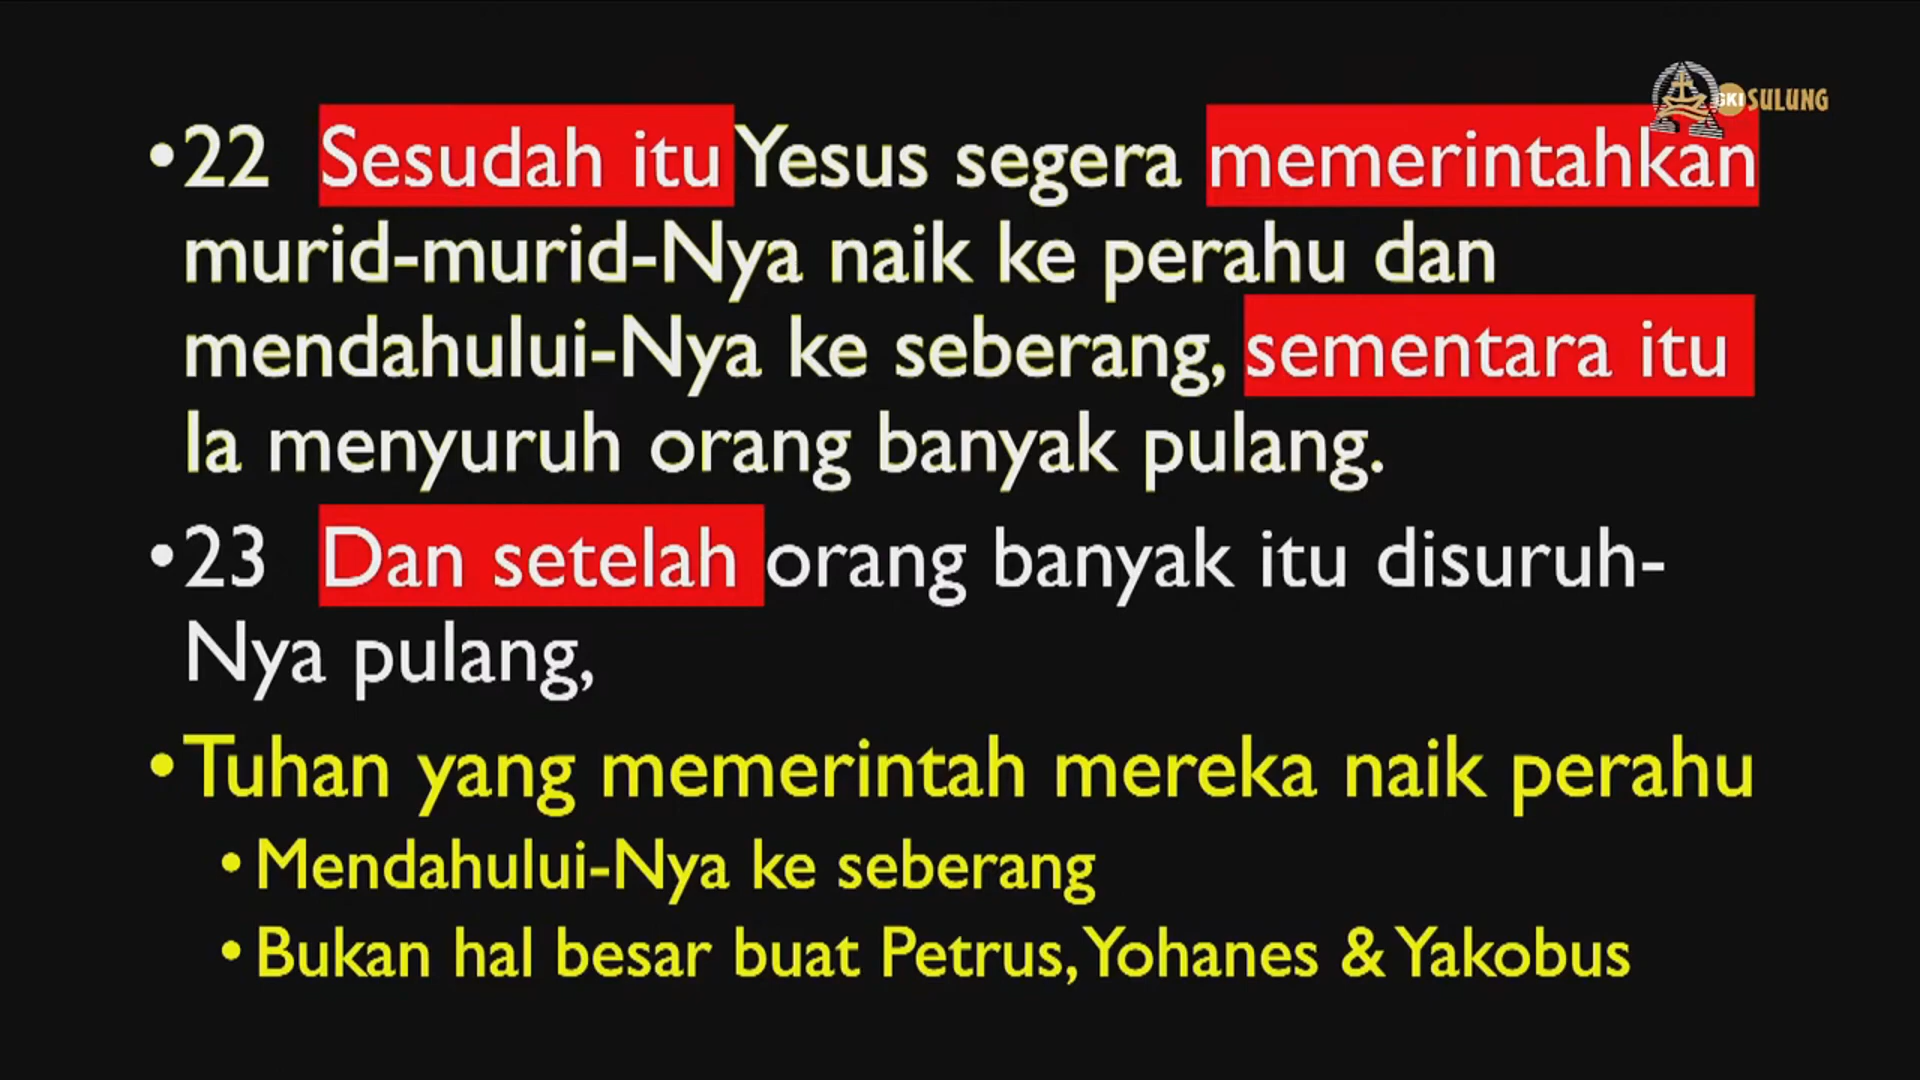 GKI SULUNG
•22 Sesudah itu Yesus segera memerintahkan
murid-murid-Nya naik ke perahu dan
mendahului-Nya ke seberang, sementara itu
Ia menyuruh orang banyak pulang.
•23 Dan setelah orang banyak itu disuruh-
Nya pulang,
•Tuhan yang memerintah mereka naik perahu
•Mendahului-Nya ke seberang
•Bukan hal besar buat Petrus, Yohanes & Yakobus